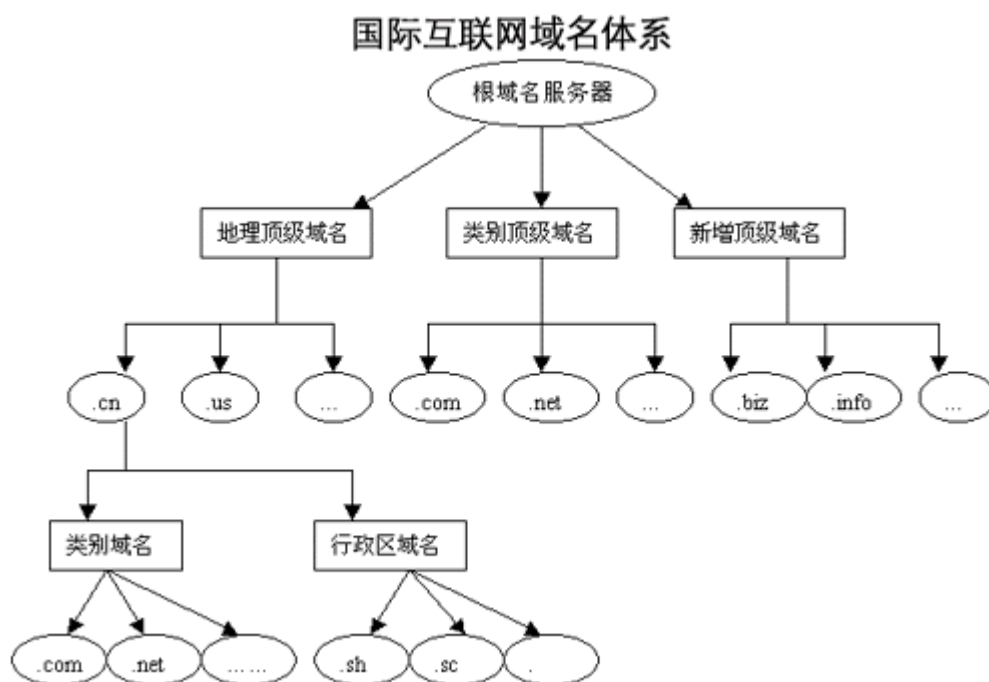 国际互联网域名体系
根域名服务器
地理顶级域名
类别顶级域名
新增顶级域名
.cn
.us
...
.com
.net
...
.biz
.info
...
类别域名
行政区域名
.com
.net
... ...
.sh
.sc
.